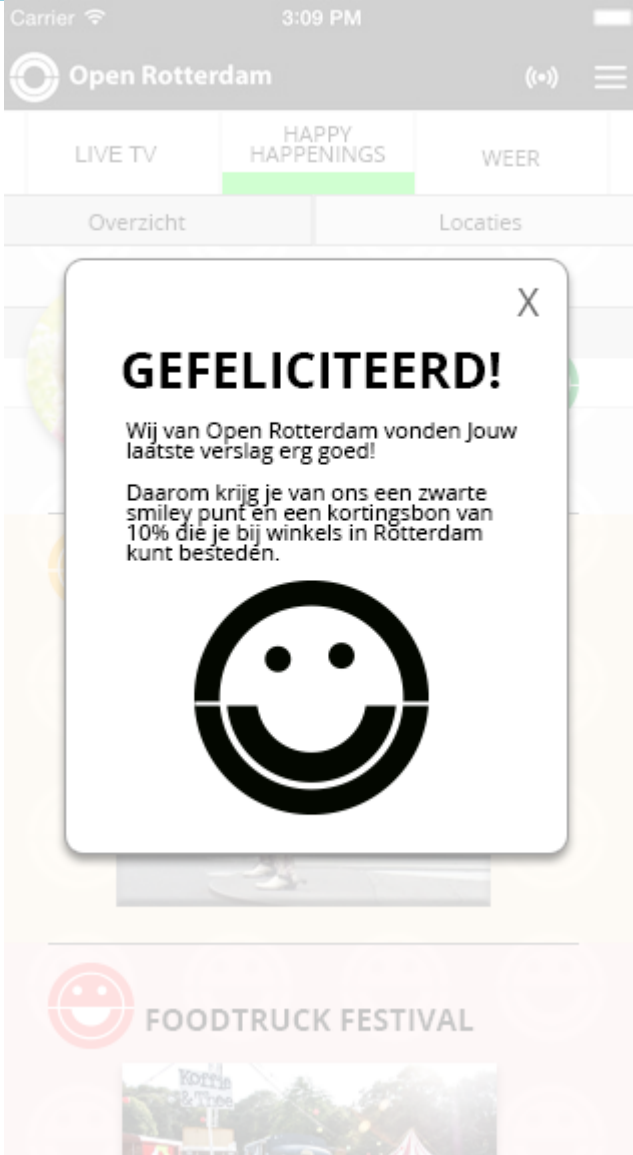 Carrier 3:09 PM
Open Rotterdam
LIVE TV
HAPPY
HAPPENINGS
WEER
Overzicht
Locaties
X
GEFELICITEERD!
Wij van Open Rotterdam vonden Jouw
laatste verslag erg goed!
Daarom krijg je van ons een zwarte
smiley punt en een kortingsbon van
10% die je bij winkels in Rotterdam
kunt besteden.
FOODTRUCK FESTIVAL
Koffie
& Thee